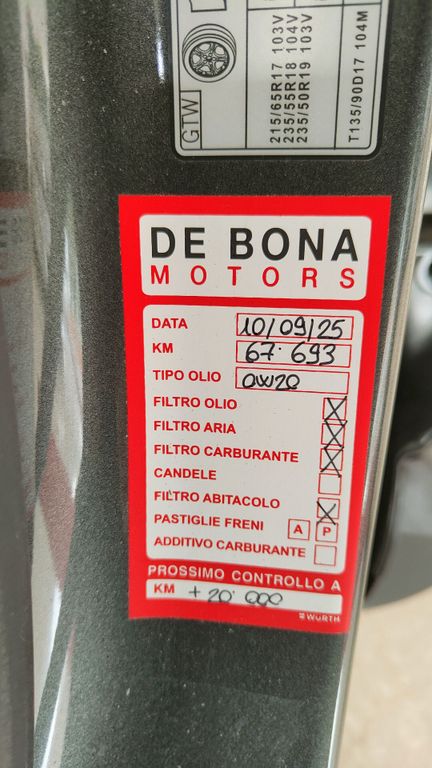 GTW
215/65R17 103V
235/55R18 104V
235/50R19 103V
T135/90D17 104M
DE BONA
MOTORS
DATA 10/09/25
KM 67.693
TIPO OLIO 0W20
FILTRO OLIO X
FILTRO ARIA X
FILTRO CARBURANTE X
CANDELE
FILTRO ABITACOLO X
PASTIGLIE FRENI A P
ADDITIVO CARBURANTE
PROSSIMO CONTROLLO A
KM +20.000
WÜRTH